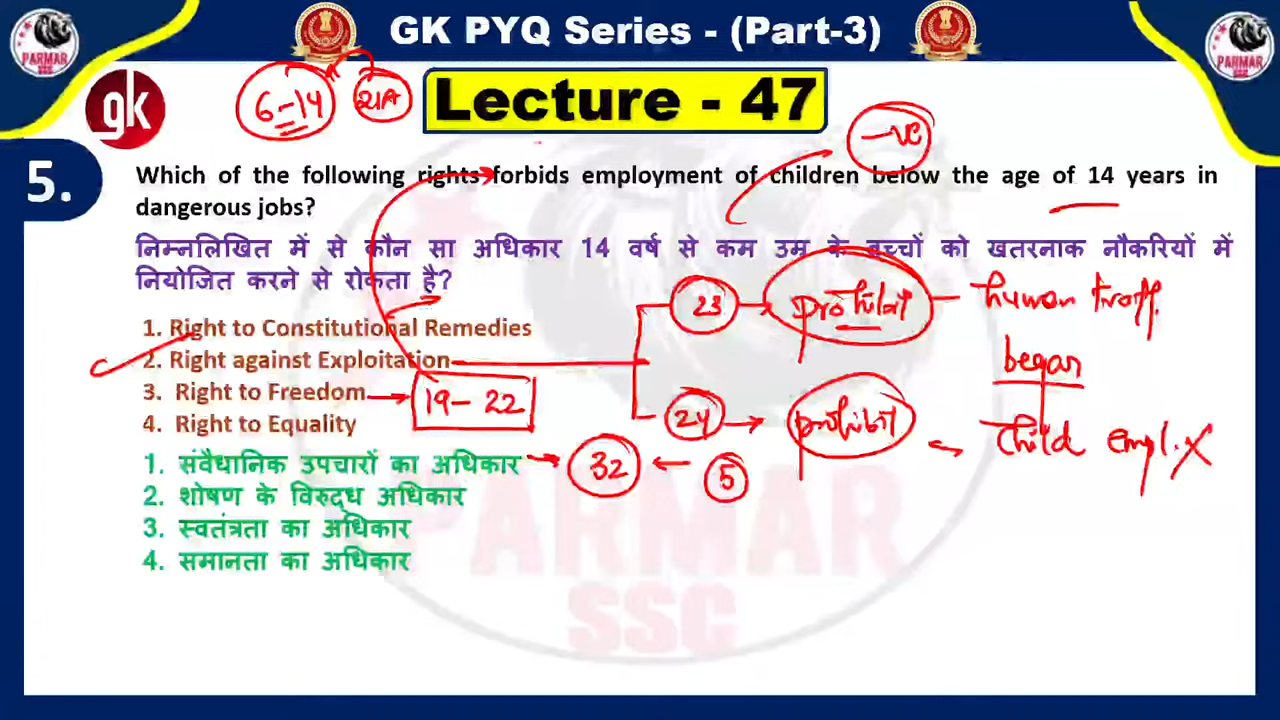 GK PYQ Series - (Part-3)
PARMAR
SSC
PARMAR
SSC
gk
6-14
21A
Lecture - 47
-ve
5.
Which of the following rights forbids employment of children below the age of 14 years in
dangerous jobs?
निम्नलिखित में से कौन सा अधिकार 14 वर्ष से कम उम्र के बच्चों को खतरनाक नौकरियों में
नियोजित करने से रोकता है?
1. Right to Constitutional Remedies
2. Right against Exploitation
3. Right to Freedom
4. Right to Equality
19-22
23
prohibit
human traff.
began
24
prohibit
child empl. X
1. संवैधानिक उपचारों का अधिकार
32
5
2. शोषण के विरुद्ध अधिकार
3. स्वतंत्रता का अधिकार
4. समानता का अधिकार
PARMAR
SSC